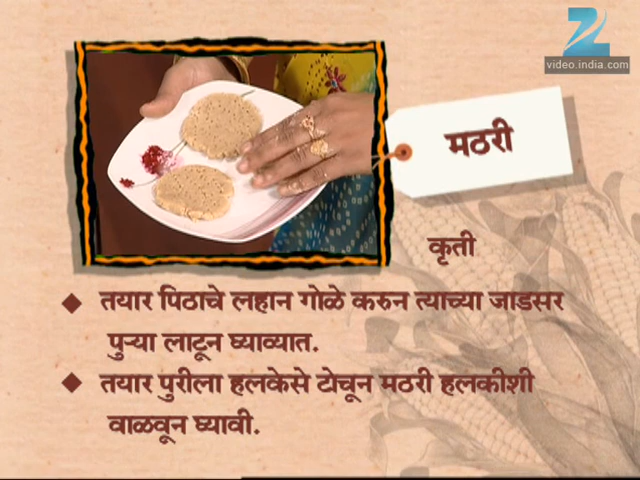 video.india.com
मठरी
कृती
तयार पिठाचे लहान गोळे करुन त्याच्या जाडसर
पुऱ्या लाटून घ्याव्यात.
तयार पुरीला हलकेसे टोचून मठरी हलकीशी
वाळवून घ्यावी.